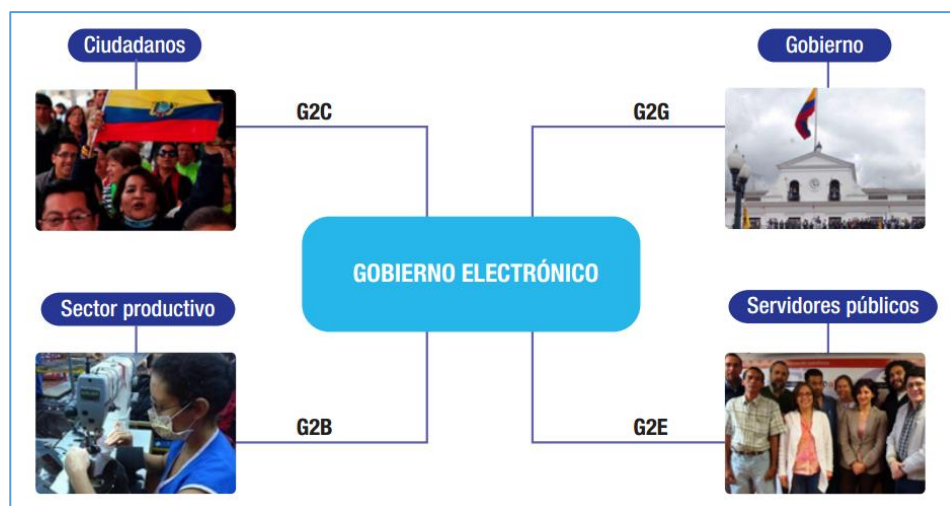 Ciudadanos
Gobierno
G2C
G2G
GOBIERNO ELECTRÓNICO
Sector productivo
Servidores públicos
G2B
G2E